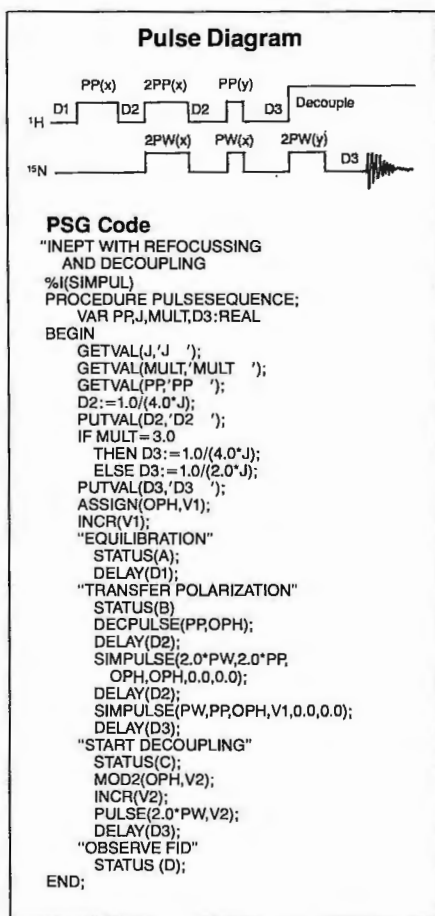 Pulse Diagram
PP(x) 2PP(x) PP(y)
D1 D2 D2 D3 Decouple
¹H
2PW(x) PW(x) 2PW(y)
¹⁵N D3
PSG Code
"INEPT WITH REFOCUSSING
AND DECOUPLING
%I(SIMPUL)
PROCEDURE PULSESEQUENCE;
VAR PP,J,MULT,D3:REAL
BEGIN
GETVAL(J,'J ');
GETVAL(MULT,'MULT ');
GETVAL(PP,'PP ');
D2:=1.0/(4.0*J);
PUTVAL(D2,'D2 ');
IF MULT=3.0
THEN D3:=1.0/(4.0*J);
ELSE D3:=1.0/(2.0*J);
PUTVAL(D3,'D3 ');
ASSIGN(OPH,V1);
INCR(V1);
"EQUILIBRATION"
STATUS(A);
DELAY(D1);
"TRANSFER POLARIZATION"
STATUS(B)
DECPULSE(PP,OPH);
DELAY(D2);
SIMPULSE(2.0*PW,2.0*PP,
OPH,OPH,0.0,0.0);
DELAY(D2);
SIMPULSE(PW,PP,OPH,V1,0.0,0.0);
DELAY(D3);
"START DECOUPLING"
STATUS(C);
MOD2(OPH,V2);
INCR(V2);
PULSE(2.0*PW,V2);
DELAY(D3);
"OBSERVE FID"
STATUS (D);
END;